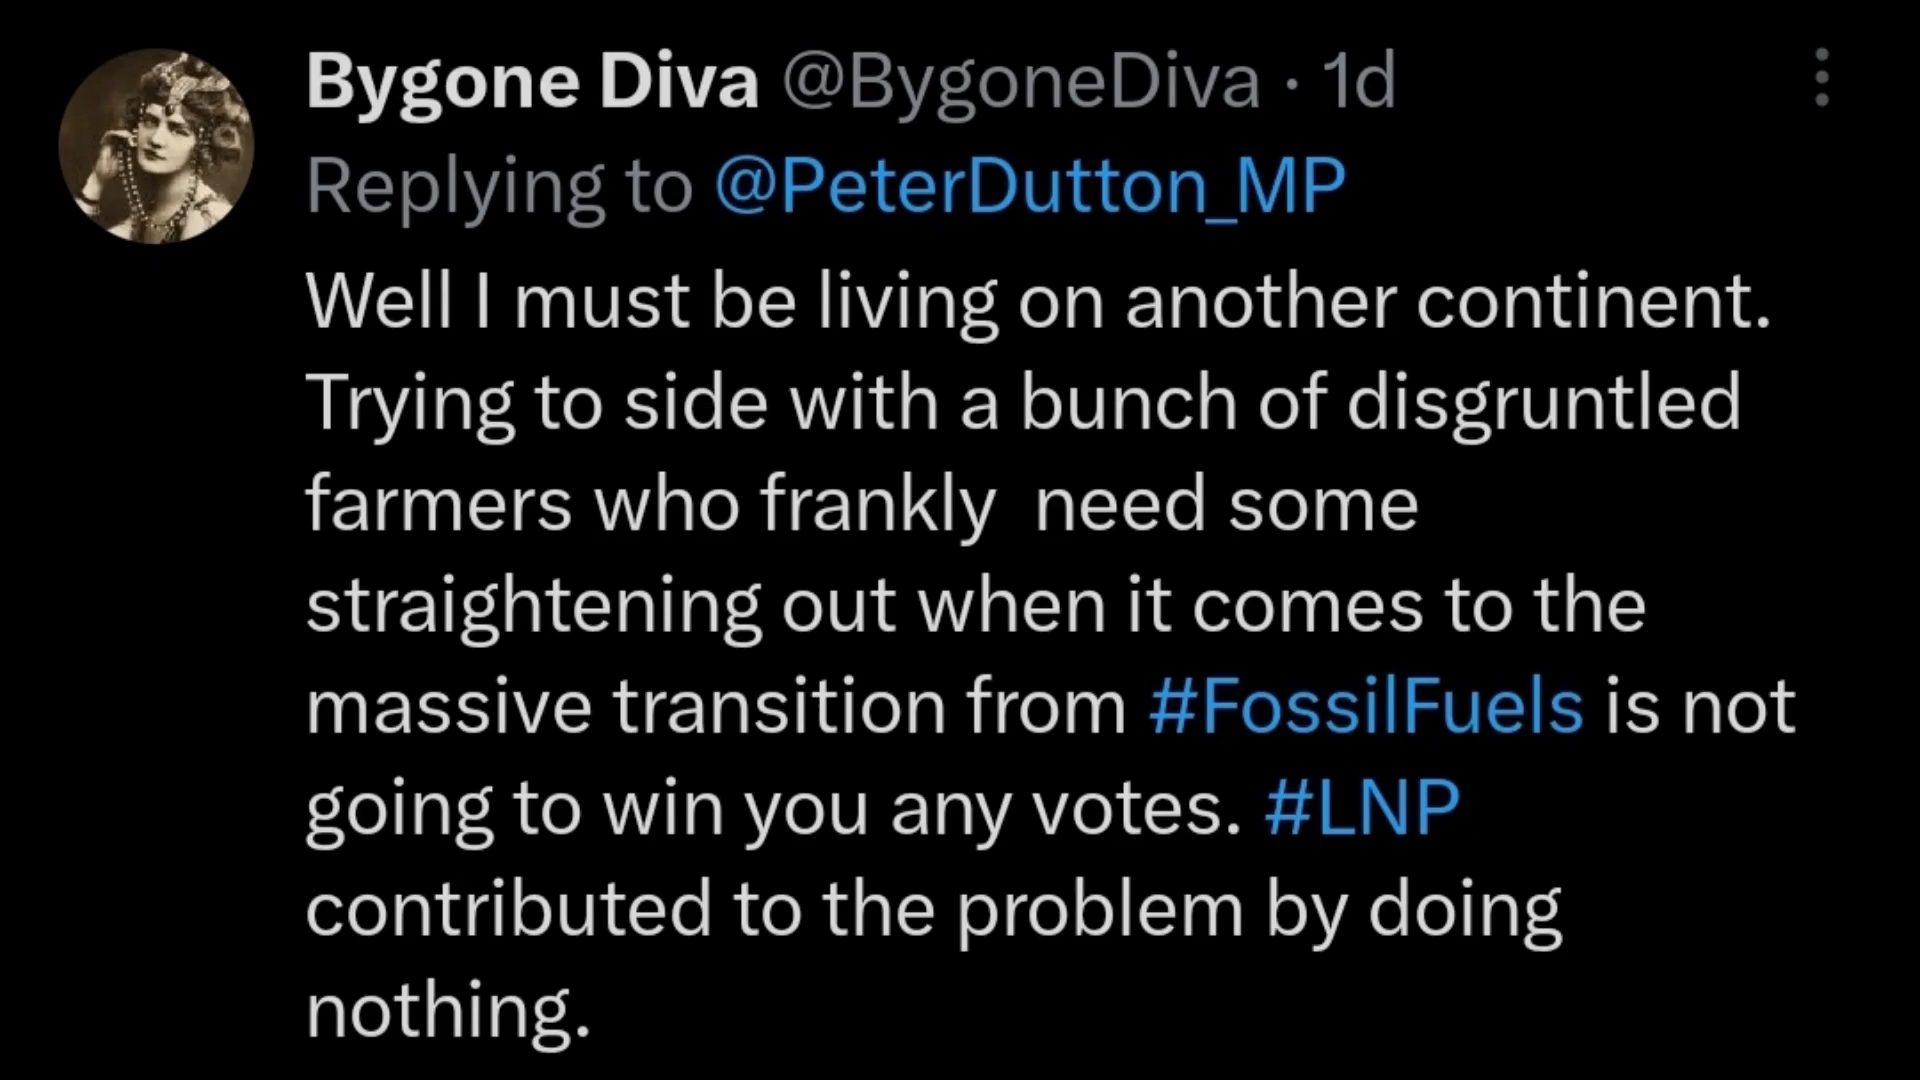 Bygone Diva @BygoneDiva · 1d
Replying to @PeterDutton_MP
Well I must be living on another continent.
Trying to side with a bunch of disgruntled
farmers who frankly  need some
straightening out when it comes to the
massive transition from #FossilFuels is not
going to win you any votes. #LNP
contributed to the problem by doing
nothing.